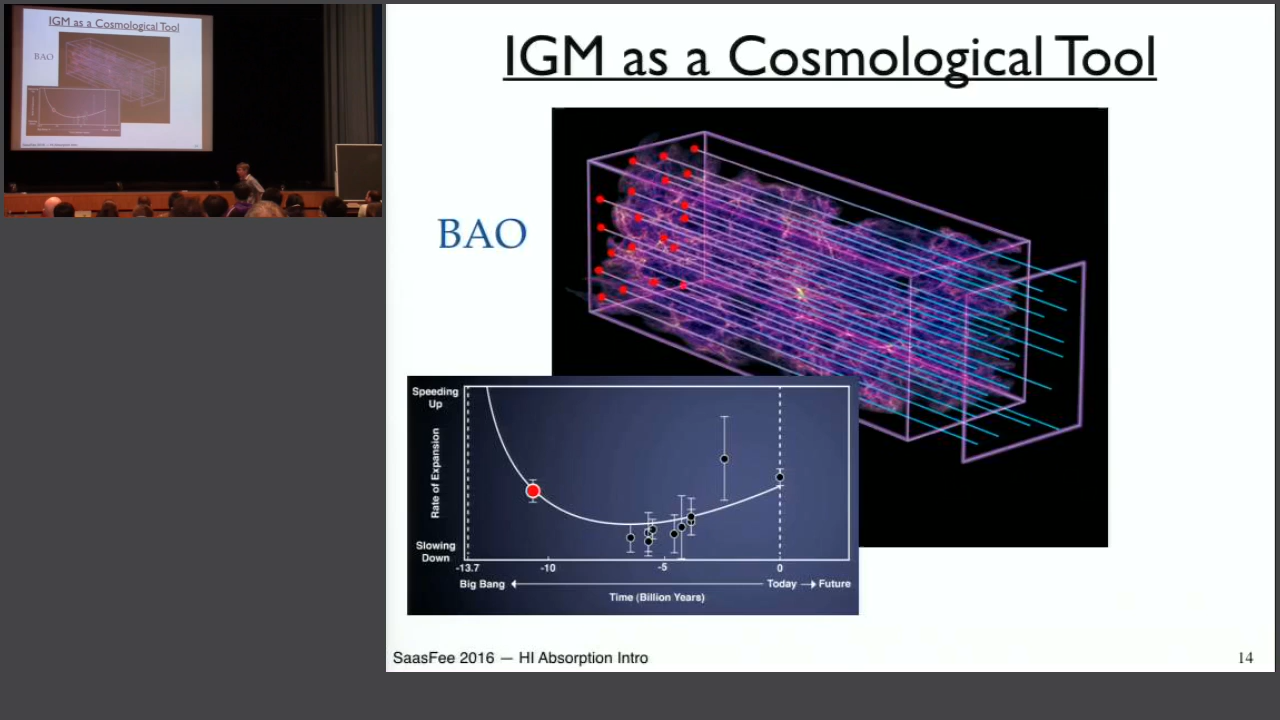 IGM as a Cosmological Tool
BAO
IGM as a Cosmological Tool
BAO
Speeding
Up
Rate of Expansion
Slowing
Down
-13.7
-10
-5
0
Big Bang
Today
Future
Time (Billion Years)
SaasFee 2016 — HI Absorption Intro
14